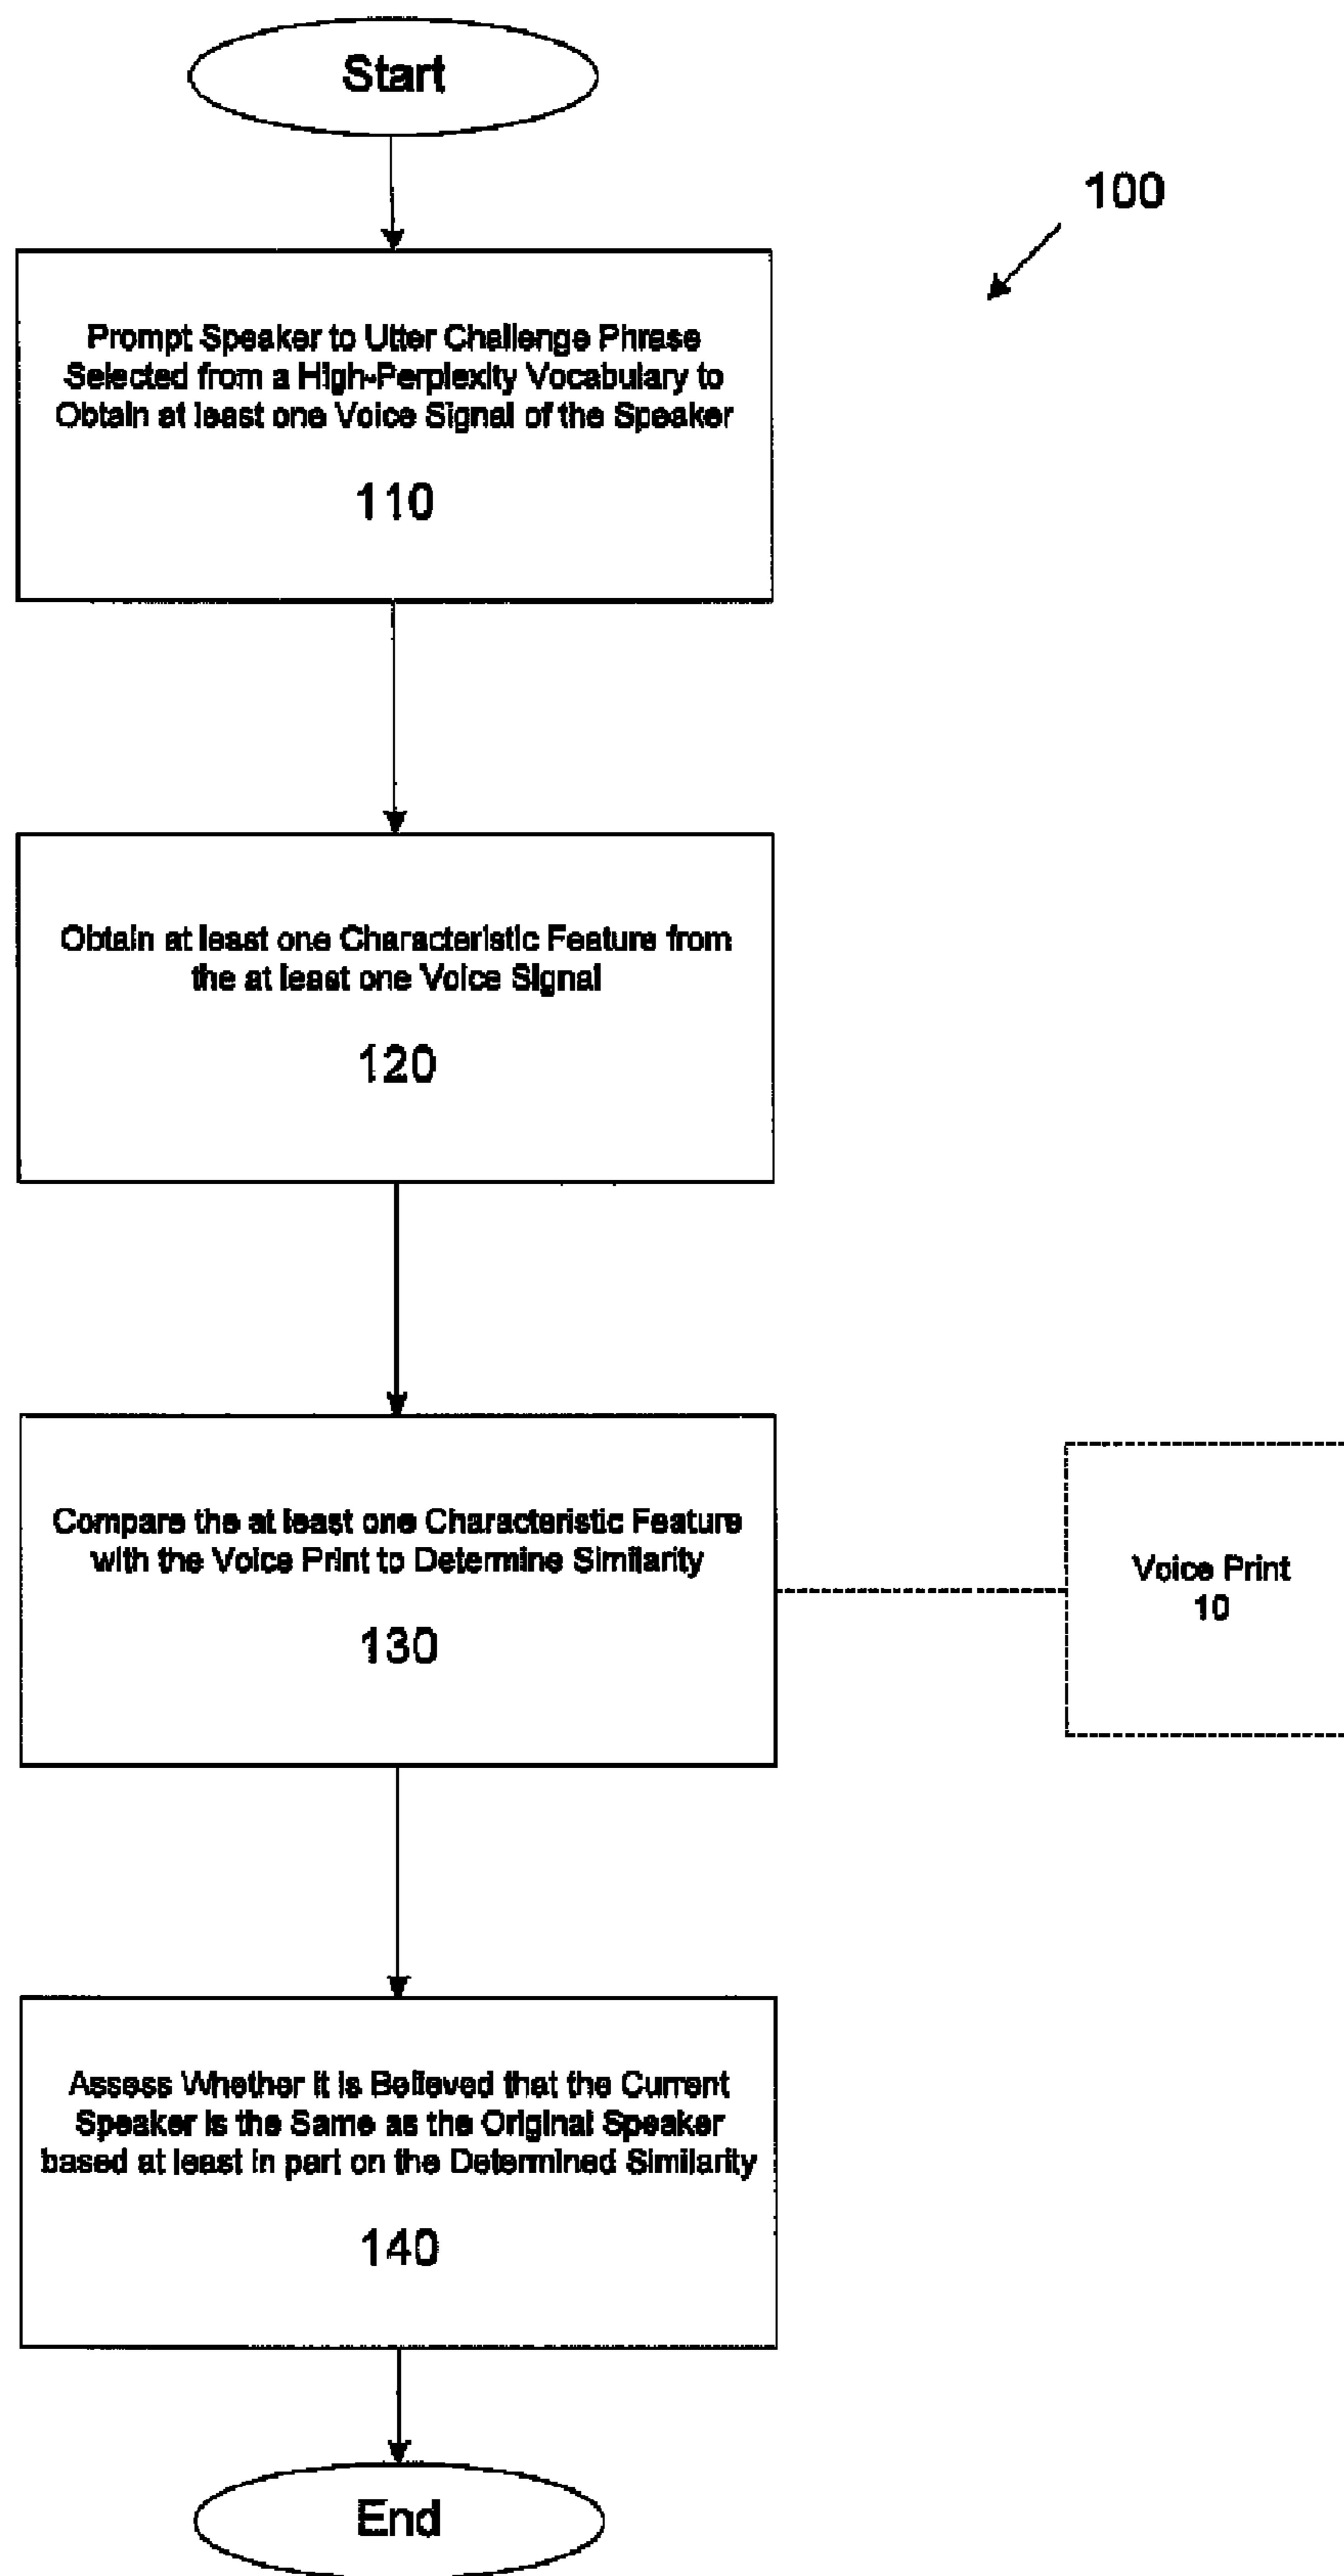 Start
100
Prompt Speaker to Utter Challenge Phrase
Selected from a High-Perplexity Vocabulary to
Obtain at least one Voice Signal of the Speaker
110
Obtain at least one Characteristic Feature from
the at least one Voice Signal
120
Compare the at least one Characteristic Feature
with the Voice Print to Determine Similarity
130
Voice Print
10
Assess Whether it is Believed that the Current
Speaker is the Same as the Original Speaker
based at least in part on the Determined Similarity
140
End